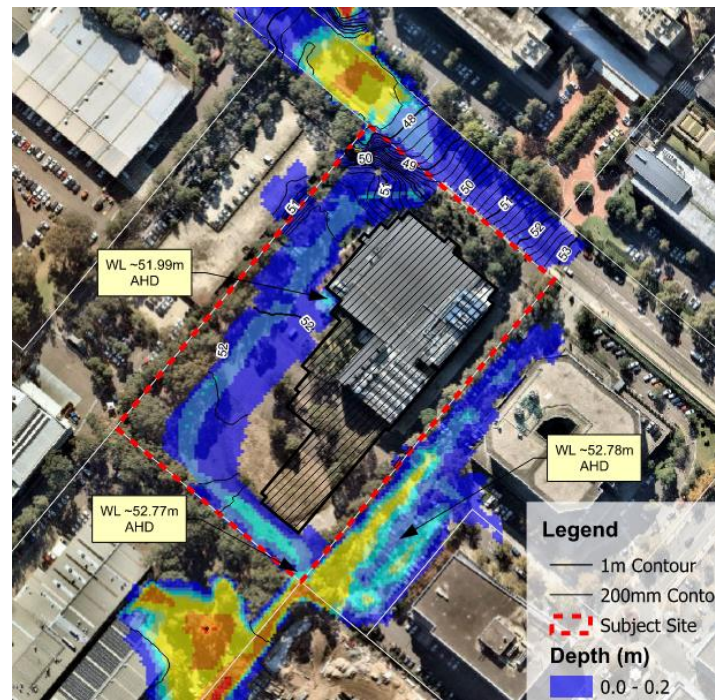 48
50
49
51
50
51
51
52
53
WL ~51.99m
AHD
52
52
WL ~52.78m
AHD
WL ~52.77m
AHD
Legend
1m Contour
200mm Conto
Subject Site
Depth (m)
0.0 - 0.2